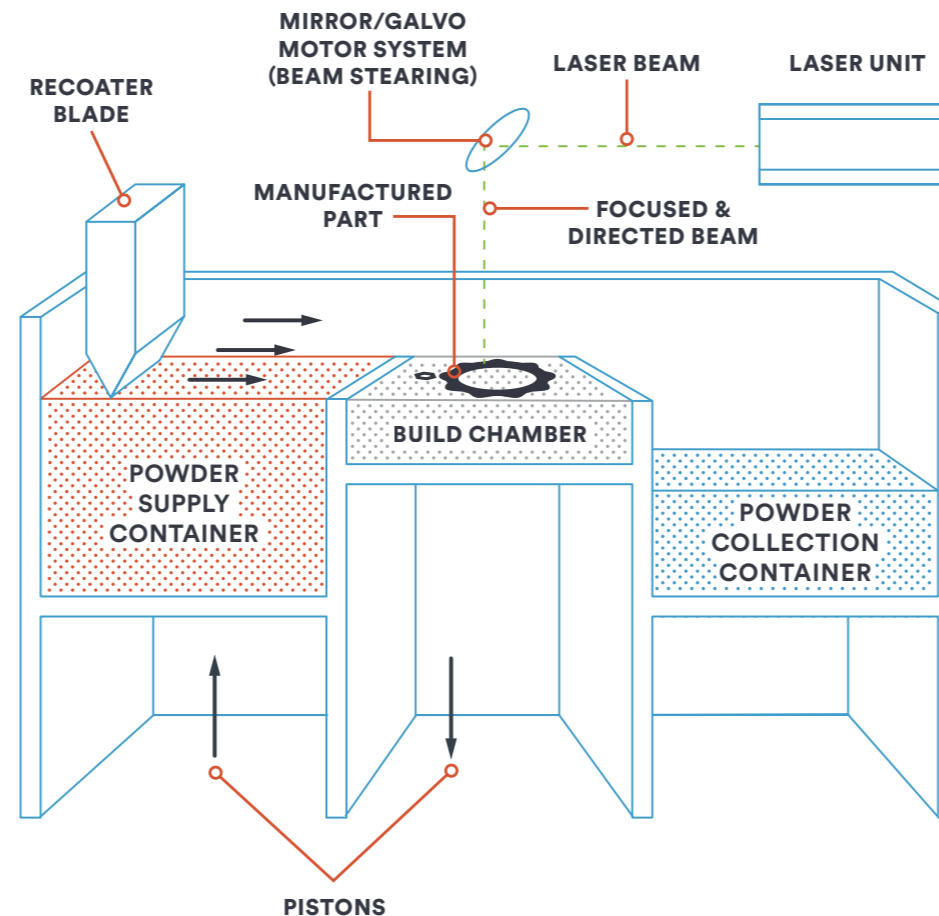 MIRROR/GALVO
MOTOR SYSTEM
(BEAM STEARING)
LASER BEAM
LASER UNIT
RECOATER
BLADE
MANUFACTURED
PART
FOCUSED &
DIRECTED BEAM
BUILD CHAMBER
POWDER
SUPPLY
CONTAINER
POWDER
COLLECTION
CONTAINER
PISTONS